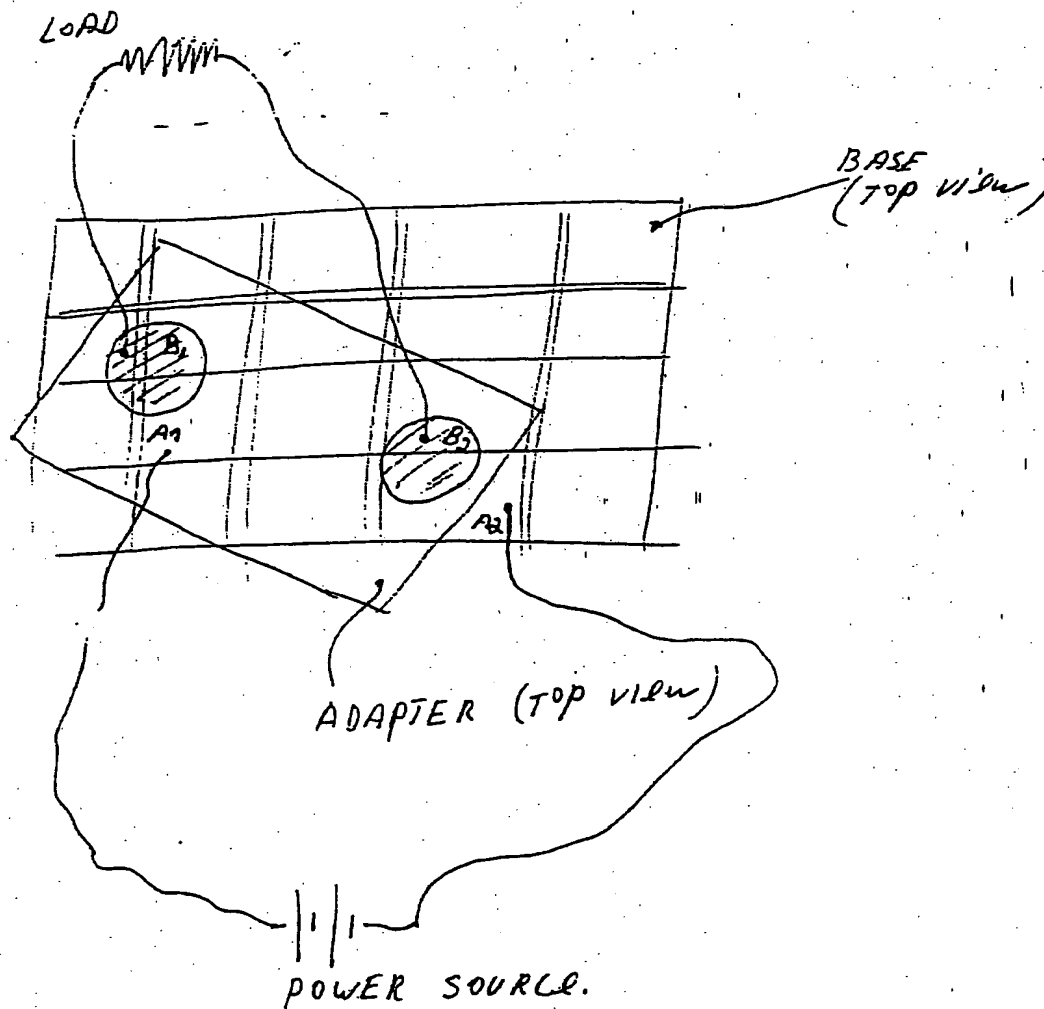 LOAD
BASE
(TOP VIEW)
B1
A1
B2
A2
ADAPTER (TOP VIEW)
POWER SOURCE.